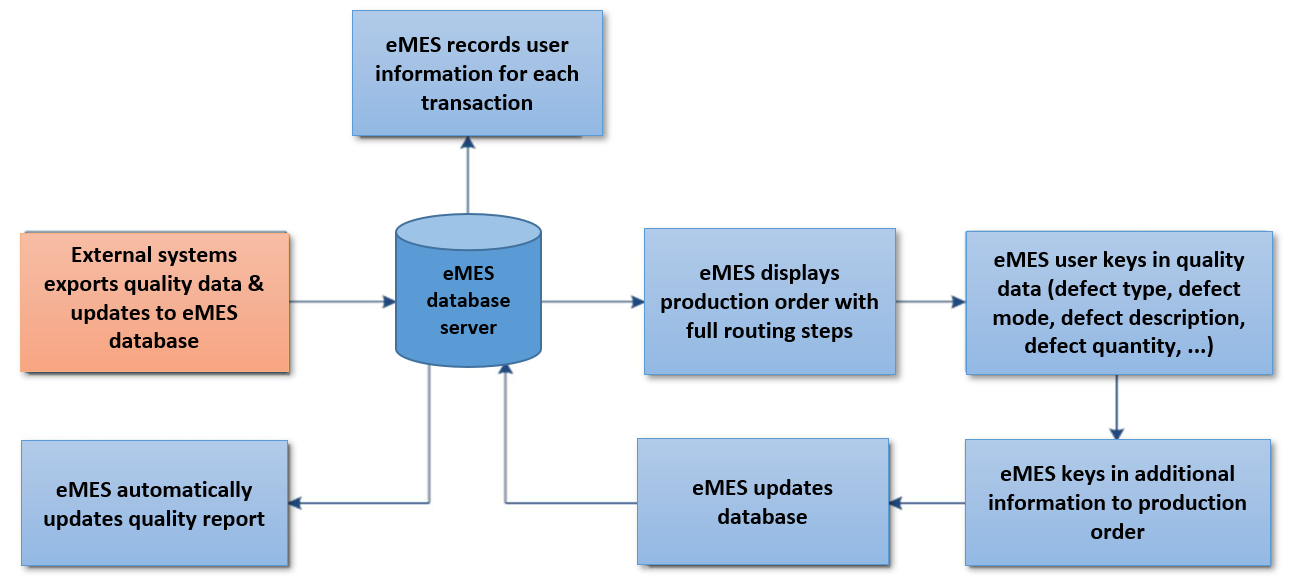 eMES records user
information for each
transaction
External systems
exports quality data &
updates to eMES
database
eMES
database
server
eMES displays
production order with
full routing steps
eMES user keys in quality
data (defect type, defect
mode, defect description,
defect quantity, ...)
eMES automatically
updates quality report
eMES updates
database
eMES keys in additional
information to production
order